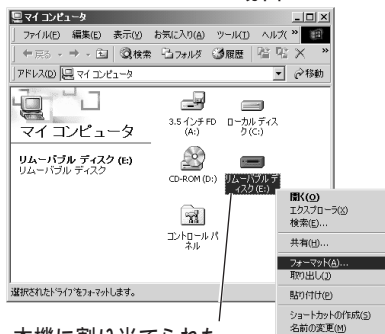 マイ コンピュータ
ファイル(F) 編集(E) 表示(V) お気に入り(A) ツール(T) ヘルプ( »
戻る 検索 フォルダ 履歴 »
アドレス(D) マイ コンピュータ 移動
マイ コンピュータ
リムーバブル ディスク (E:)
リムーバブル ディスク
3.5 インチ FD
(A:)
ローカル ディス
ク (C:)
CD-ROM (D:)
リムーバブル デ
ィスク (E:)
コントロール パ
ネル
開く(O)
エクスプローラ(X)
検索(E)...
共有(H)...
フォーマット(A)...
取り出し(J)
貼り付け(P)
ショートカットの作成(S)
名前の変更(M)
選択されたドライブをフォーマットします。
本機に割り当てられた